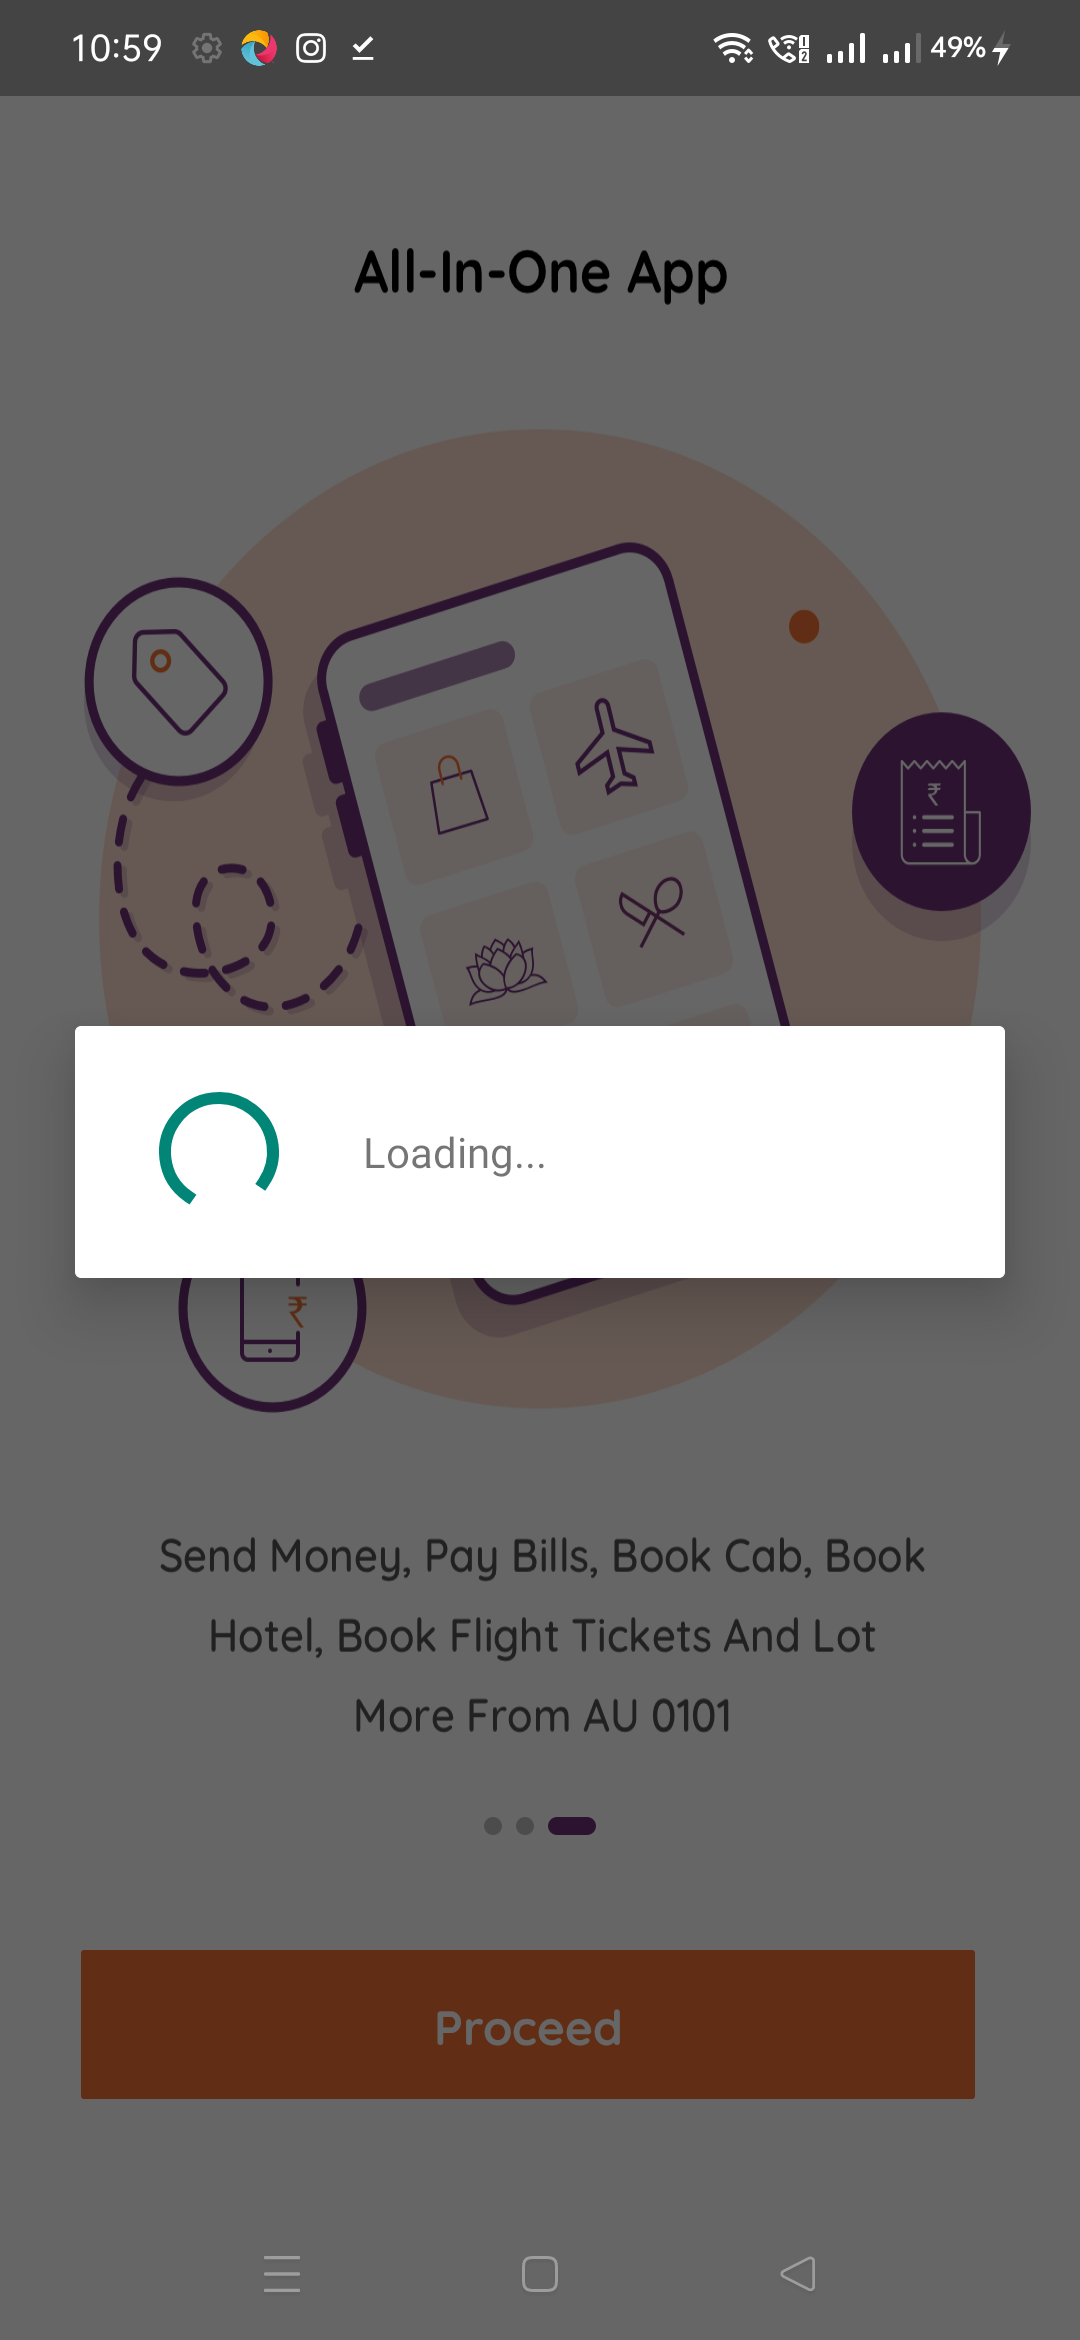 10:59
49%
All-In-One App
₹
Loading...
₹
Send Money, Pay Bills, Book Cab, Book
Hotel, Book Flight Tickets And Lot
More From AU 0101
Proceed